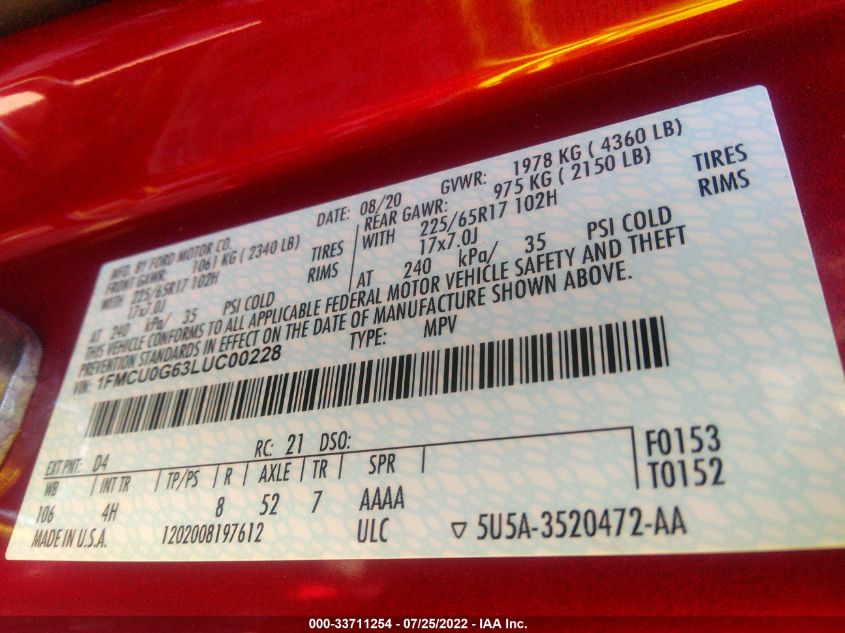 MFD. BY FORD MOTOR CO.
DATE: 08/20 GVWR: 1978 KG ( 4360 LB)
FRONT GAWR: 1061 KG ( 2340 LB) REAR GAWR: 975 KG ( 2150 LB)
WITH 225/65R17 102H TIRES WITH 225/65R17 102H TIRES
17x7.0J RIMS 17x7.0J RIMS
AT 240 kPa/ 35 PSI COLD AT 240 kPa/ 35 PSI COLD
THIS VEHICLE CONFORMS TO ALL APPLICABLE FEDERAL MOTOR VEHICLE SAFETY AND THEFT
PREVENTION STANDARDS IN EFFECT ON THE DATE OF MANUFACTURE SHOWN ABOVE.
VIN: 1FMCU0G63LUC00228 TYPE: MPV
EXT PNT: D4 RC: 21 DSO: F0153
WB INT TR TP/PS R AXLE TR SPR T0152
106 4H 8 52 7 AAAA
MADE IN U.S.A. 1202008197612 ULC 5U5A-3520472-AA
000-33711254 - 07/25/2022 - IAA Inc.